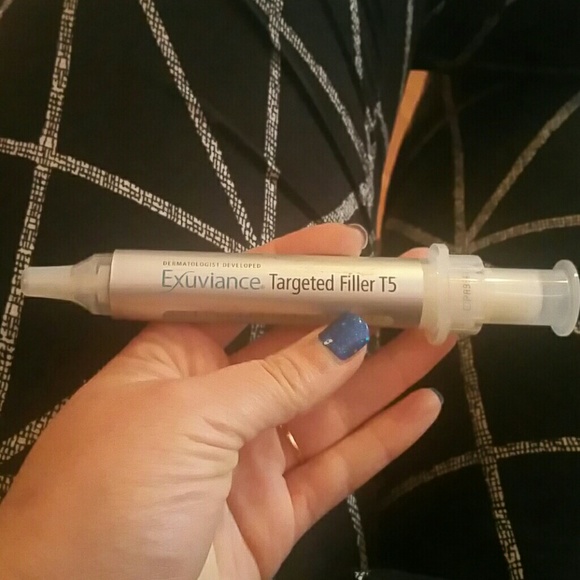 DERMATOLOGIST DEVELOPED
Exuviance® Targeted Filler T5